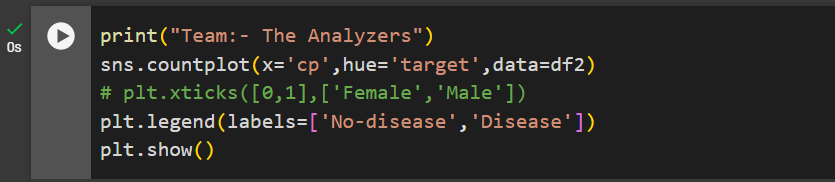 print("Team:- The Analyzers")
0s
sns.countplot(x='cp',hue='target',data=df2)
# plt.xticks([0,1],['Female','Male'])
plt.legend(labels=['No-disease','Disease'])
plt.show()